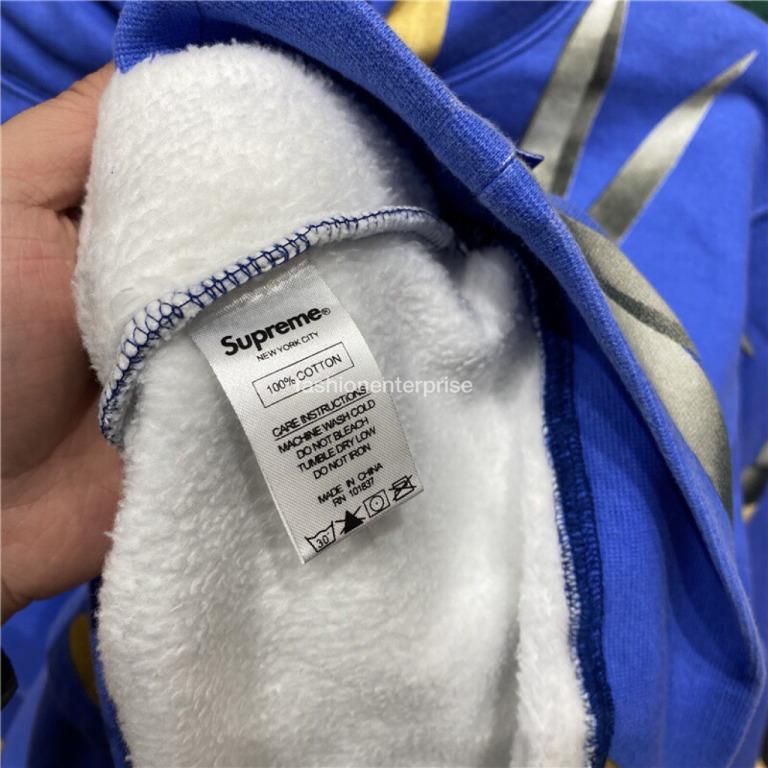 Supreme®
NEW YORK CITY
100% COTTON
fashionenterprise
CARE INSTRUCTIONS
MACHINE WASH COLD
DO NOT BLEACH
TUMBLE DRY LOW
DO NOT IRON
MADE IN CHINA
RN 101837
30°